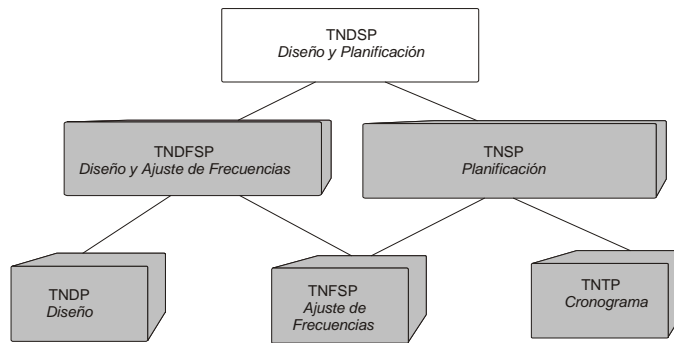 TNDSP
Diseño y Planificación
TNDFSP
Diseño y Ajuste de Frecuencias
TNSP
Planificación
TNDP
Diseño
TNFSP
Ajuste de
Frecuencias
TNTP
Cronograma